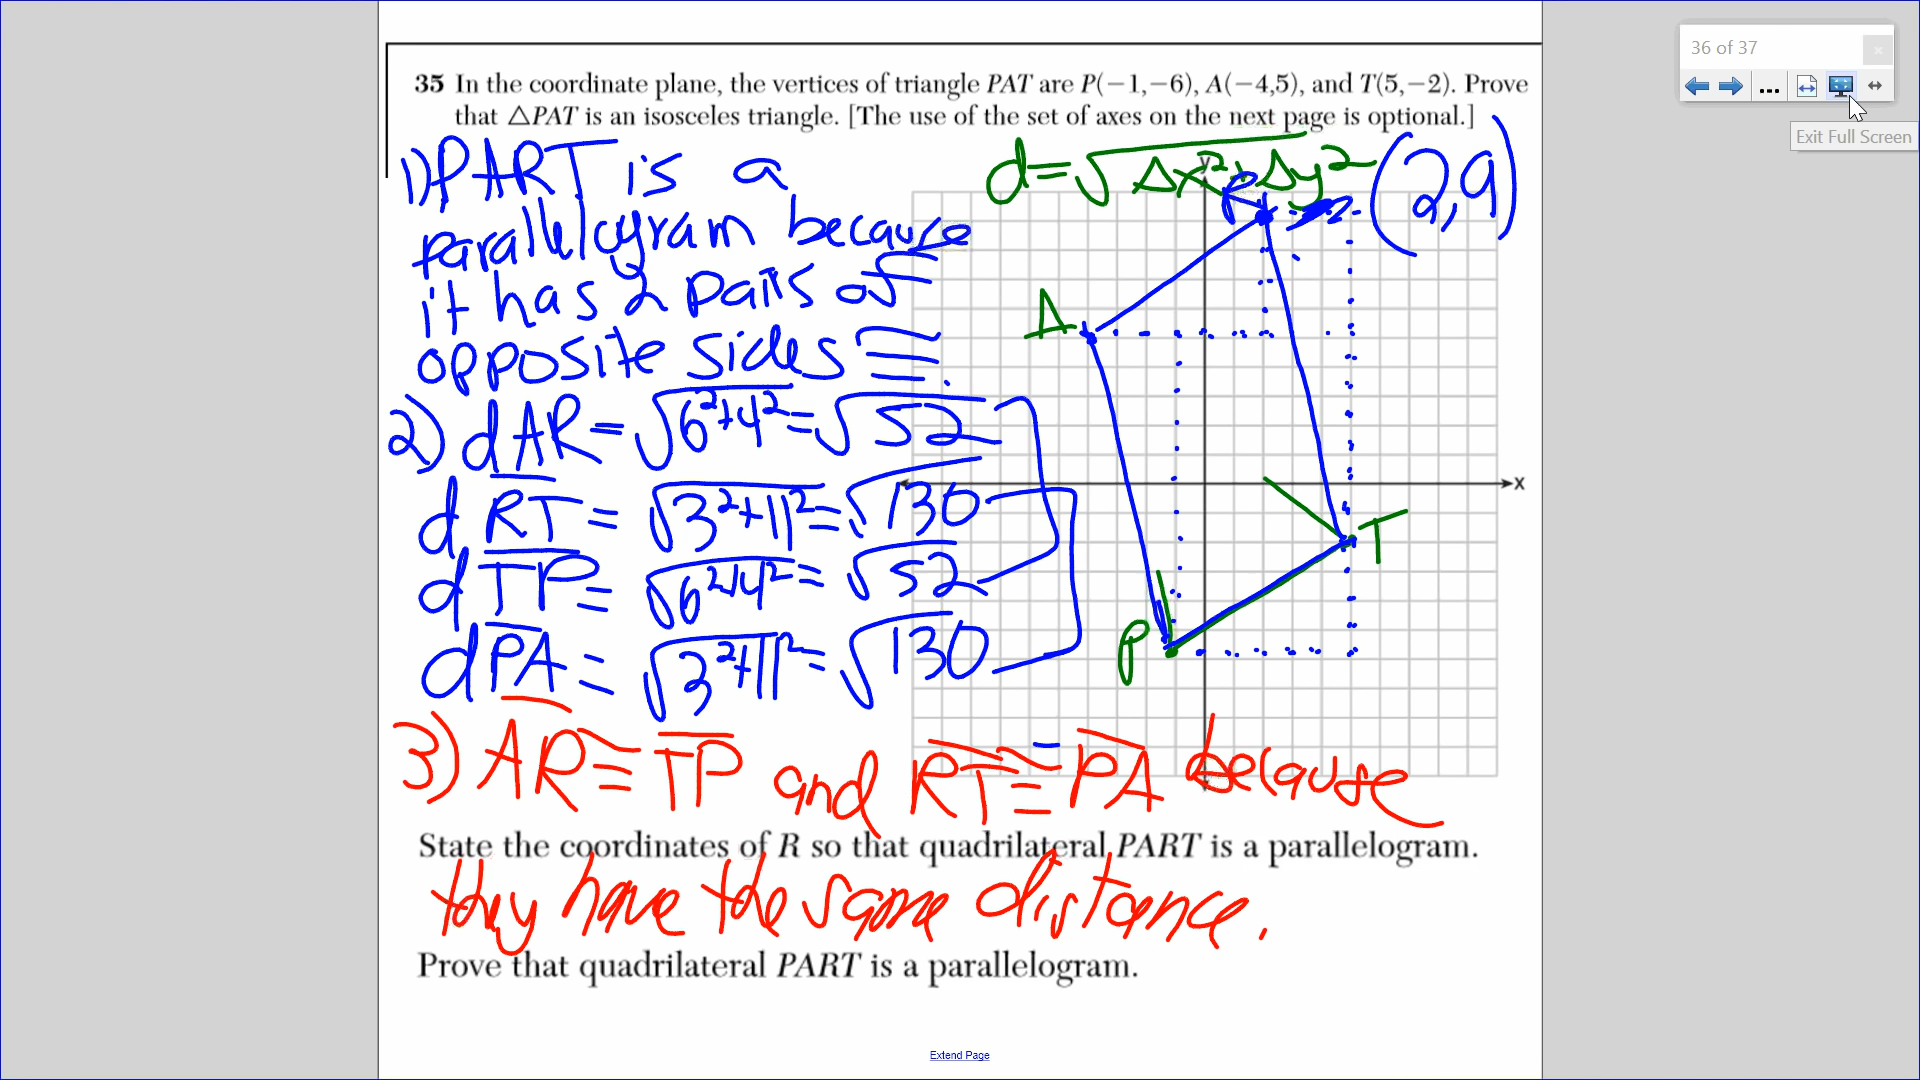 36 of 37
Exit Full Screen
35 In the coordinate plane, the vertices of triangle PAT are P(−1,−6), A(−4,5), and T(5,−2). Prove
that △PAT is an isosceles triangle. [The use of the set of axes on the next page is optional.]
d=√Δx²+Δy²
1)PART is a
parallelogram because
it has 2 pairs of
opposite sides ≅.
y
R
(2,9)
A
x
T
P
2) dAR=√6²+4²=√52
dRT=√3²+11²=√130
dTP=√6²+4²=√52
dPA=√3²+11²=√130
3) AR≅TP and RT≅PA because
State the coordinates of R so that quadrilateral PART is a parallelogram.
they have the same distance.
Prove that quadrilateral PART is a parallelogram.
Extend Page